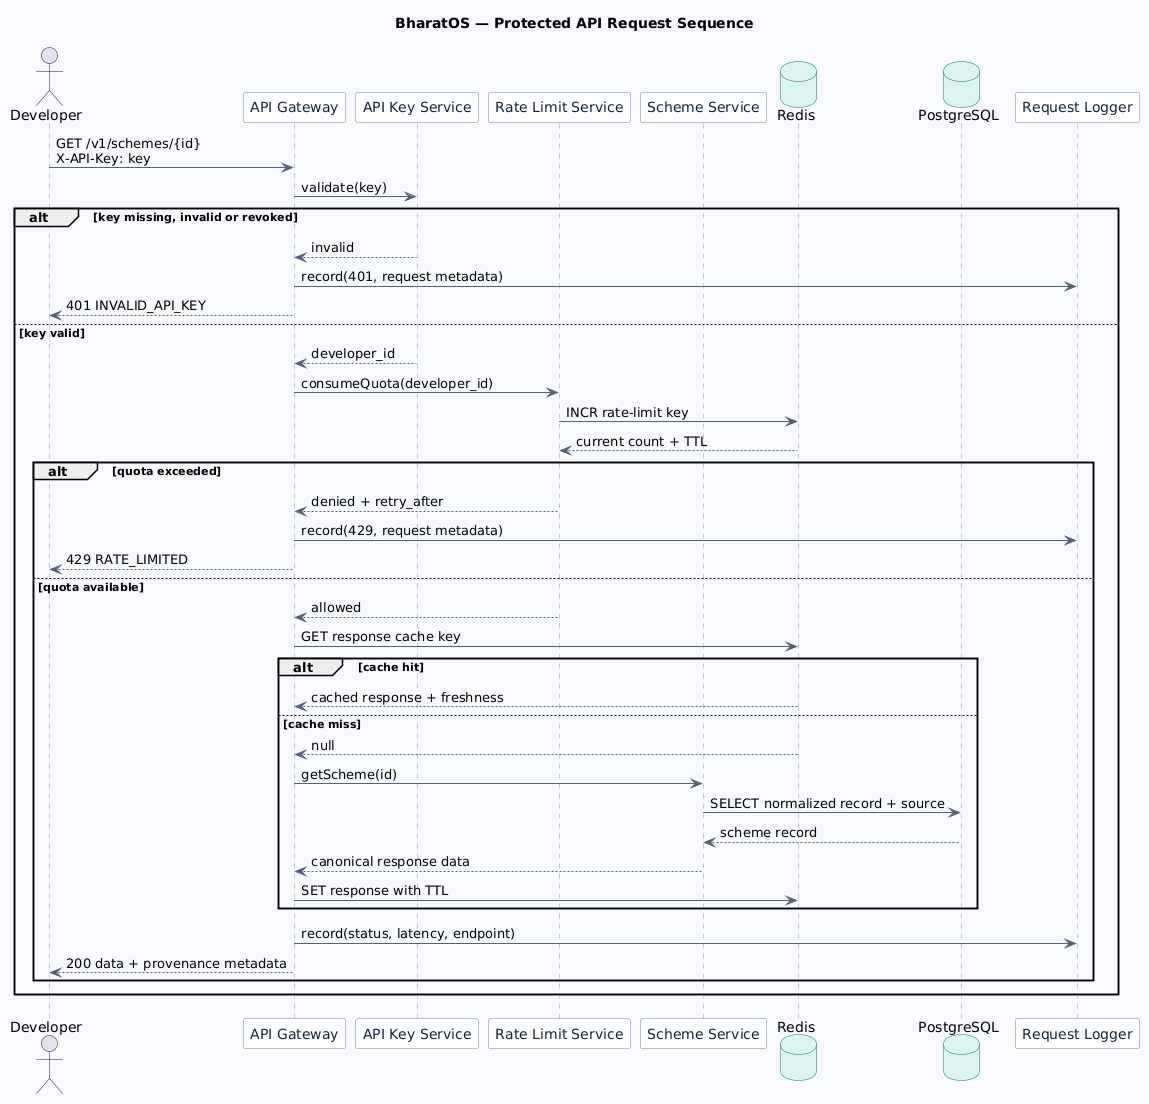 BharatOS — Protected API Request Sequence
Developer
API Gateway
API Key Service
Rate Limit Service
Scheme Service
Redis
PostgreSQL
Request Logger
GET /v1/schemes/{id}
X-API-Key: key
validate(key)
alt
[key missing, invalid or revoked]
invalid
record(401, request metadata)
401 INVALID_API_KEY
[key valid]
developer_id
consumeQuota(developer_id)
INCR rate-limit key
current count + TTL
alt
[quota exceeded]
denied + retry_after
record(429, request metadata)
429 RATE_LIMITED
[quota available]
allowed
GET response cache key
alt
[cache hit]
cached response + freshness
[cache miss]
null
getScheme(id)
SELECT normalized record + source
scheme record
canonical response data
SET response with TTL
record(status, latency, endpoint)
200 data + provenance metadata
Developer
API Gateway
API Key Service
Rate Limit Service
Scheme Service
Redis
PostgreSQL
Request Logger